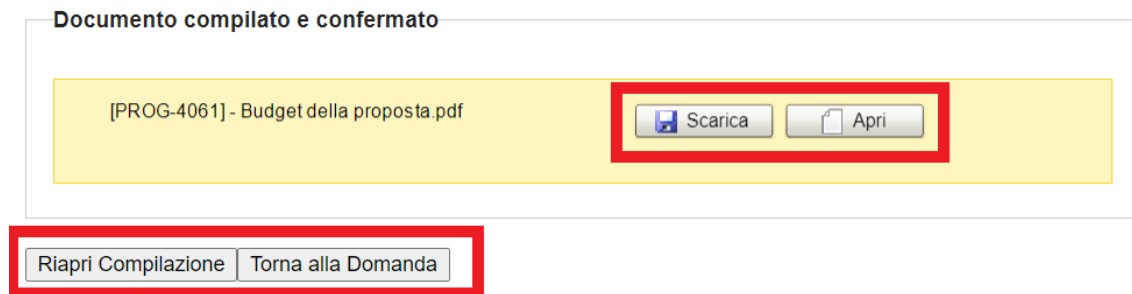 Documento compilato e confermato
[PROG-4061] - Budget della proposta.pdf Scarica Apri
Riapri Compilazione Torna alla Domanda